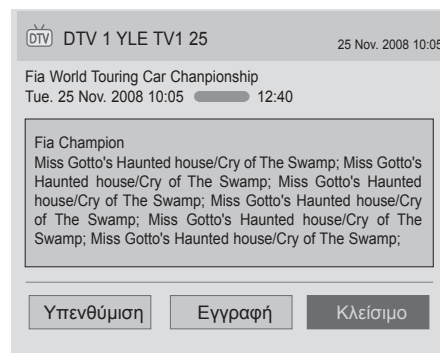 DTV DTV 1 YLE TV1 25 25 Nov. 2008 10:05
Fia World Touring Car Chanpionship
Tue. 25 Nov. 2008 10:05 12:40
Fia Champion
Miss Gotto's Haunted house/Cry of The Swamp; Miss Gotto's
Haunted house/Cry of The Swamp; Miss Gotto's Haunted
house/Cry of The Swamp; Miss Gotto's Haunted house/Cry
of The Swamp; Miss Gotto's Haunted house/Cry of The
Swamp; Miss Gotto's Haunted house/Cry of The Swamp;
Υπενθύμιση Εγγραφή Κλείσιμο